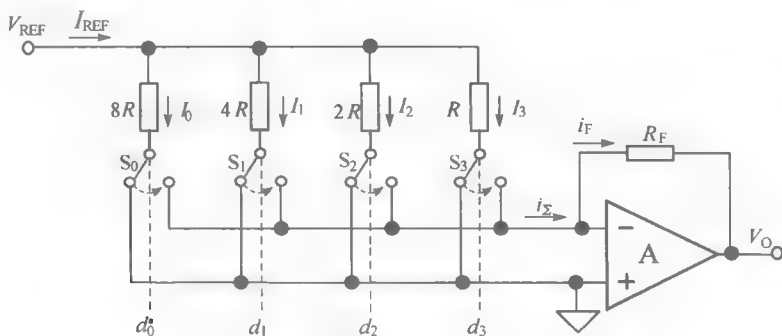 V_REF I_REF
8R I_0 4R I_1 2R I_2 R I_3
i_F R_F
S_0 S_1 S_2 S_3
i_Σ
− A V_O
+
d_0 d_1 d_2 d_3